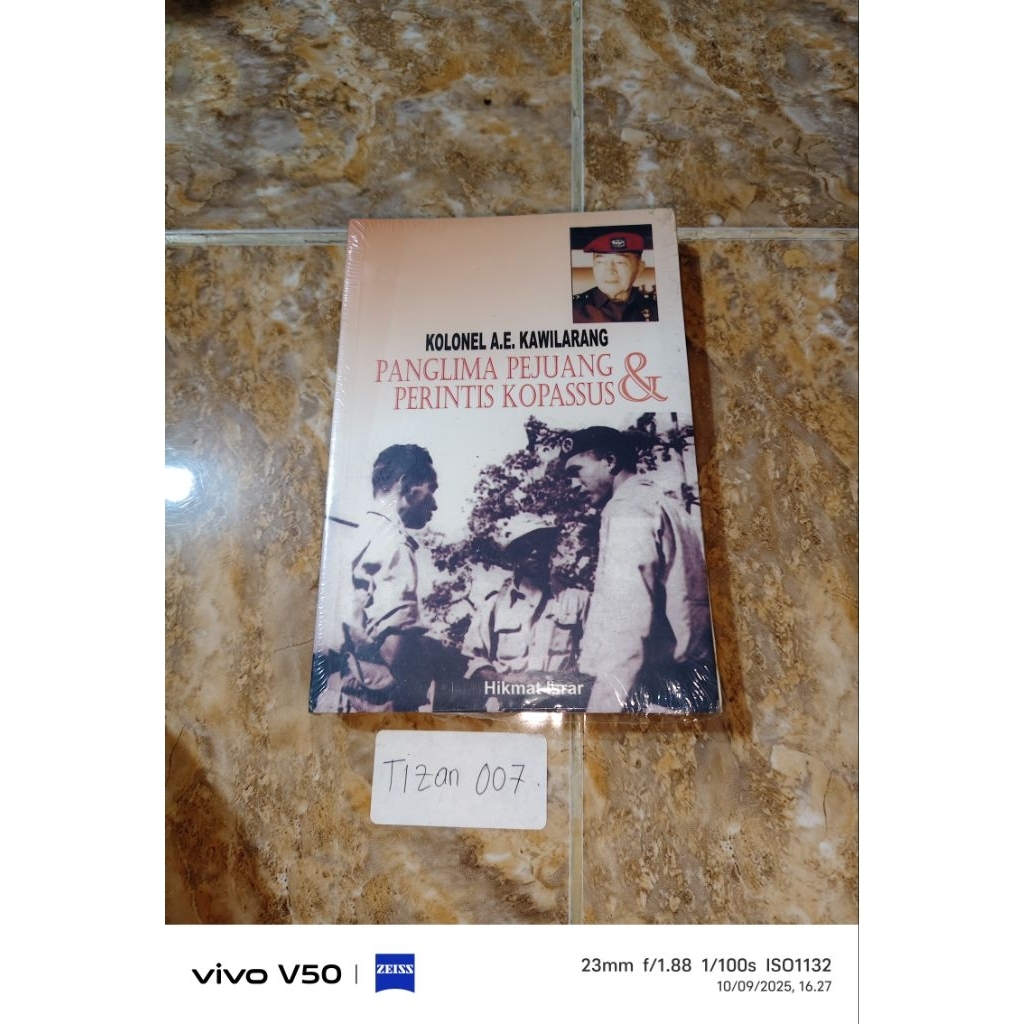 KOLONEL A.E. KAWILARANG
PANGLIMA PEJUANG &
PERINTIS KOPASSUS
Hikmat Israr
Tizan 007.
vivo V50 | ZEISS
23mm f/1.88 1/100s ISO1132
10/09/2025, 16.27